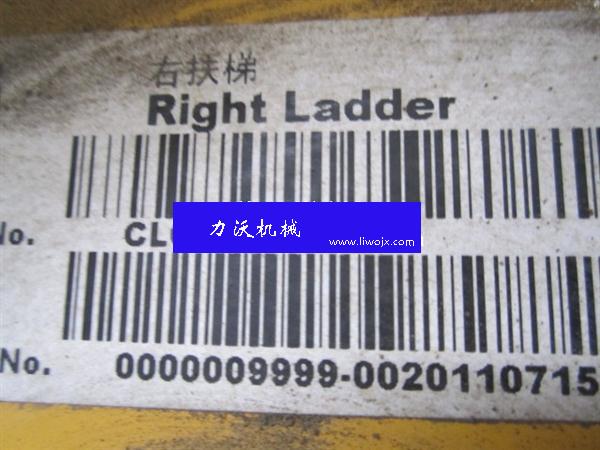 右扶梯
Right Ladder
No. CL
力沃机械
www.liwojx.com
No. 0000009999-0020110715